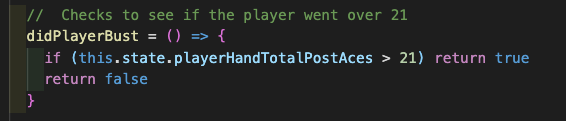 //  Checks to see if the player went over 21
didPlayerBust = () => {
  if (this.state.playerHandTotalPostAces > 21) return true
  return false
}